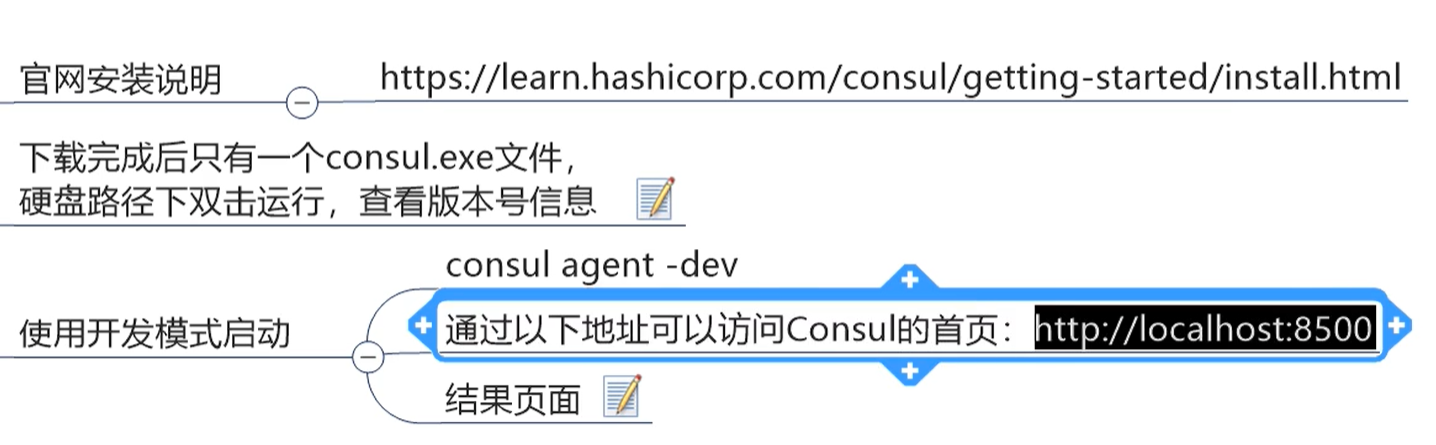 官网安装说明
https://learn.hashicorp.com/consul/getting-started/install.html
下载完成后只有一个consul.exe文件，
硬盘路径下双击运行，查看版本号信息
使用开发模式启动
consul agent -dev
通过以下地址可以访问Consul的首页：http://localhost:8500
结果页面